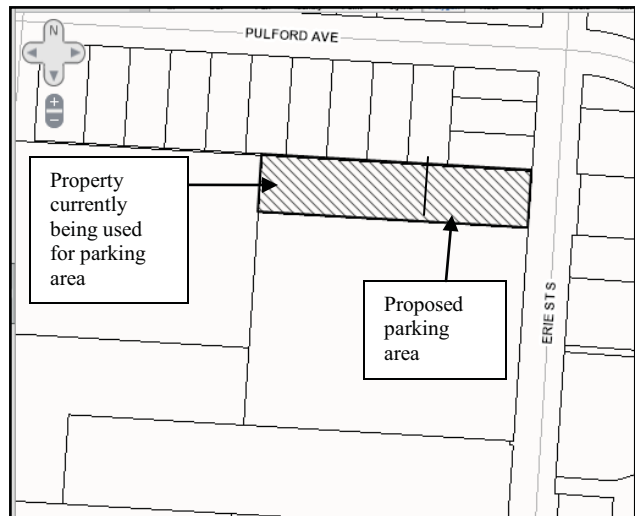 PULFORD AVE
N
Property
currently
being used
for parking
area
Proposed
parking
area
ERIE ST S